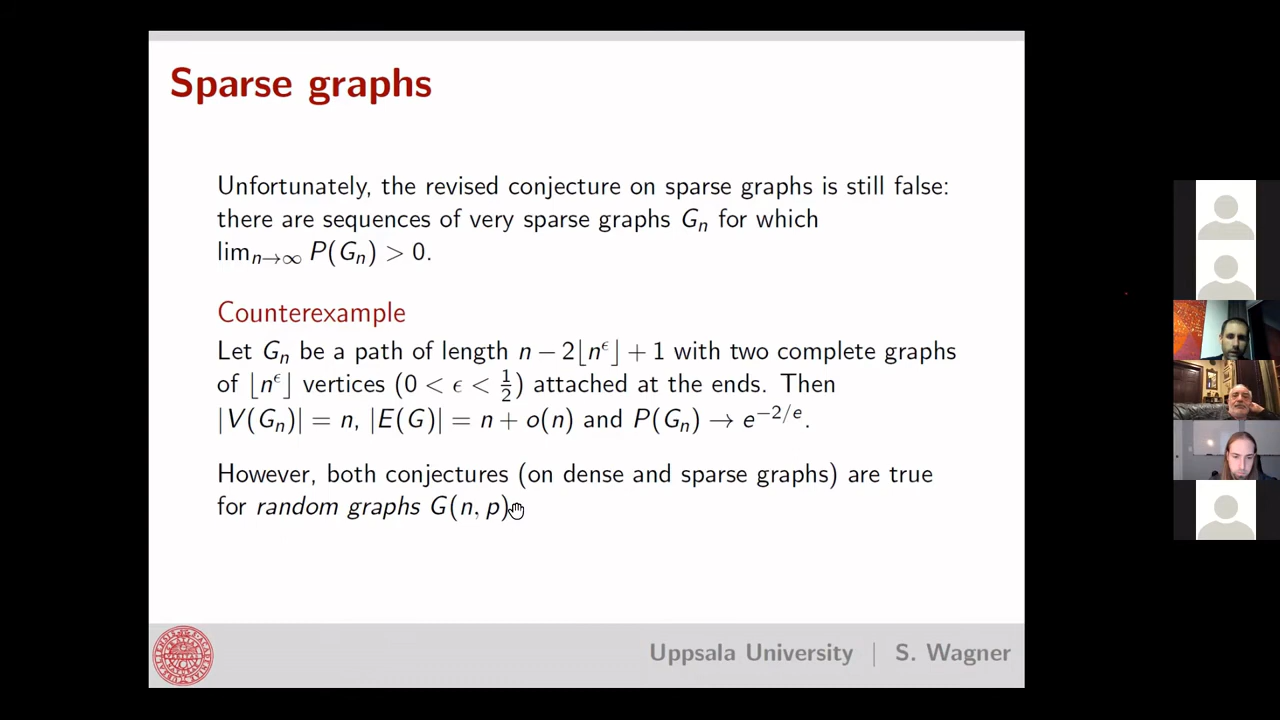 Sparse graphs
Unfortunately, the revised conjecture on sparse graphs is still false:
there are sequences of very sparse graphs Gₙ for which
limₙ→∞ P(Gₙ) > 0.
Counterexample
Let Gₙ be a path of length n − 2⌊n^ϵ⌋ + 1 with two complete graphs
of ⌊n^ϵ⌋ vertices (0 < ϵ < 1/2) attached at the ends. Then
|V(Gₙ)| = n, |E(G)| = n + o(n) and P(Gₙ) → e^{−2/e}.
However, both conjectures (on dense and sparse graphs) are true
for random graphs G(n, p)
Uppsala University | S. Wagner